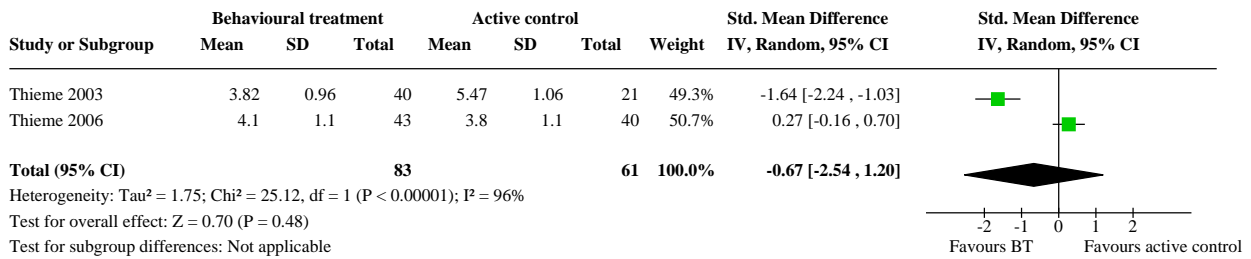 Behavioural treatment Active control Std. Mean Difference Std. Mean Difference
Study or Subgroup Mean SD Total Mean SD Total Weight IV, Random, 95% CI IV, Random, 95% CI
Thieme 2003 3.82 0.96 40 5.47 1.06 21 49.3% -1.64 [-2.24 , -1.03]
Thieme 2006 4.1 1.1 43 3.8 1.1 40 50.7% 0.27 [-0.16 , 0.70]
Total (95% CI) 83 61 100.0% -0.67 [-2.54 , 1.20]
Heterogeneity: Tau² = 1.75; Chi² = 25.12, df = 1 (P < 0.00001); I² = 96%
Test for overall effect: Z = 0.70 (P = 0.48)
Test for subgroup differences: Not applicable
-2 -1 0 1 2
Favours BT Favours active control